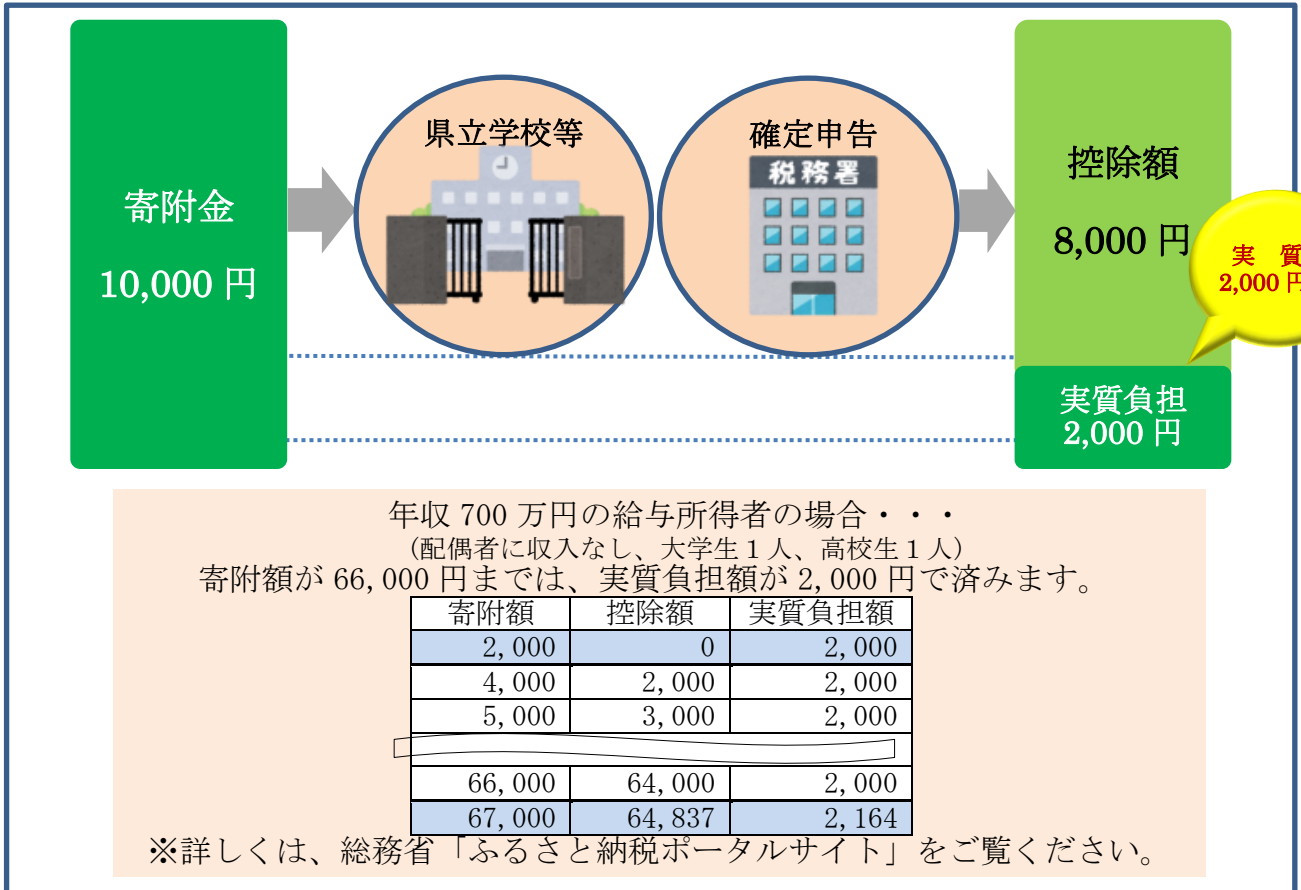 寄附金
10,000 円
県立学校等
確定申告
税務署
控除額
8,000 円
実 質
2,000 円
実質負担
2,000 円
年収 700 万円の給与所得者の場合・・・
(配偶者に収入なし、大学生1人、高校生1人)
寄附額が 66,000 円までは、実質負担額が 2,000 円で済みます。
寄附額 控除額 実質負担額
2,000 0 2,000
4,000 2,000 2,000
5,000 3,000 2,000
66,000 64,000 2,000
67,000 64,837 2,164
※詳しくは、総務省「ふるさと納税ポータルサイト」をご覧ください。